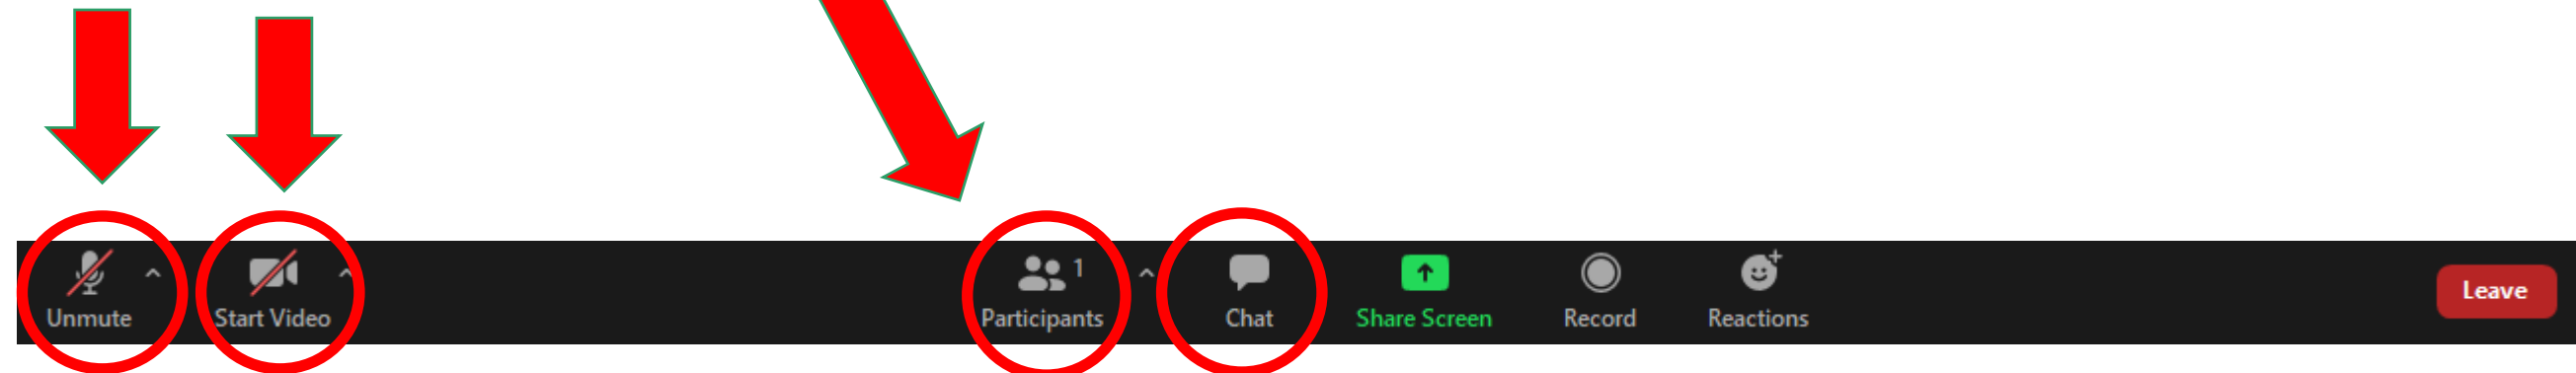 1
Unmute
Start Video
Participants
Chat
Share Screen
Record
Reactions
Leave